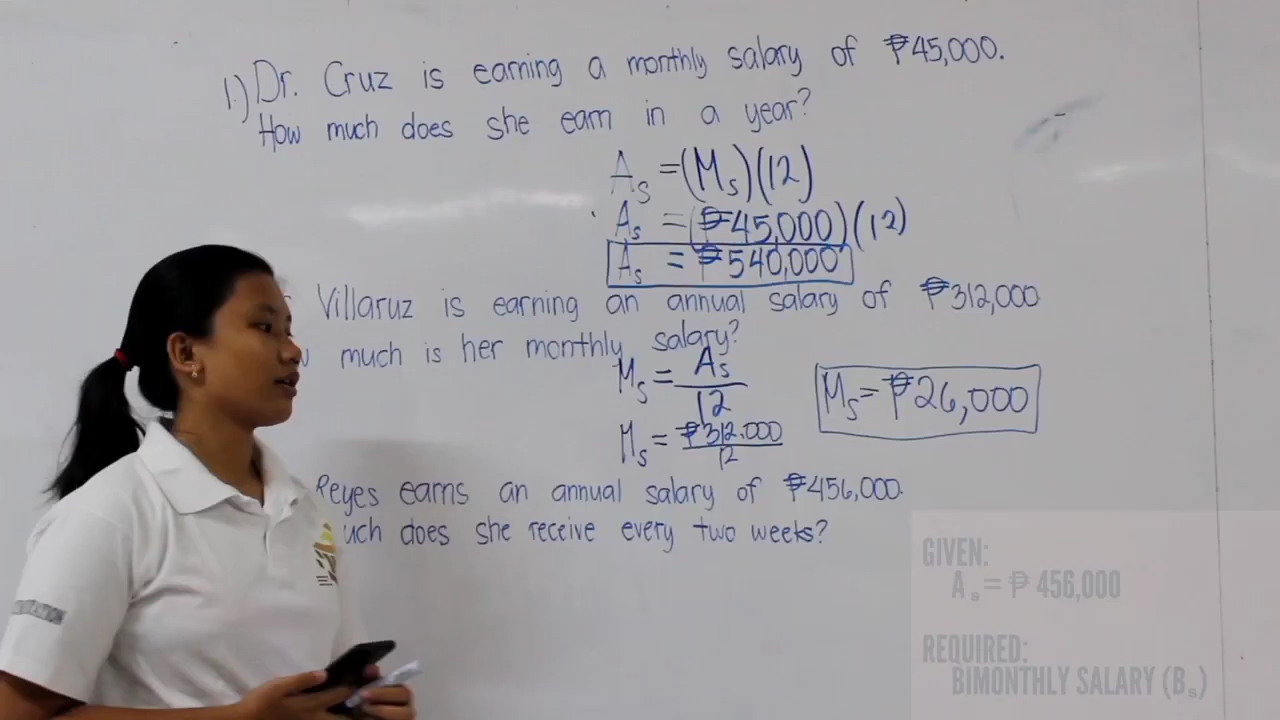 1.) Dr. Cruz is earning a monthly salary of ₱45,000.
How much does she earn in a year?
As = (Ms)(12)
As = (₱45,000)(12)
As = ₱540,000
Villaruz is earning an annual salary of ₱312,000
much is her monthly salary?
Ms = As/12
Ms = ₱312,000/12
Ms = ₱26,000
Reyes earns an annual salary of ₱456,000.
uch does she receive every two weeks?
GIVEN:
As = ₱ 456,000
REQUIRED:
BIMONTHLY SALARY (Bs)